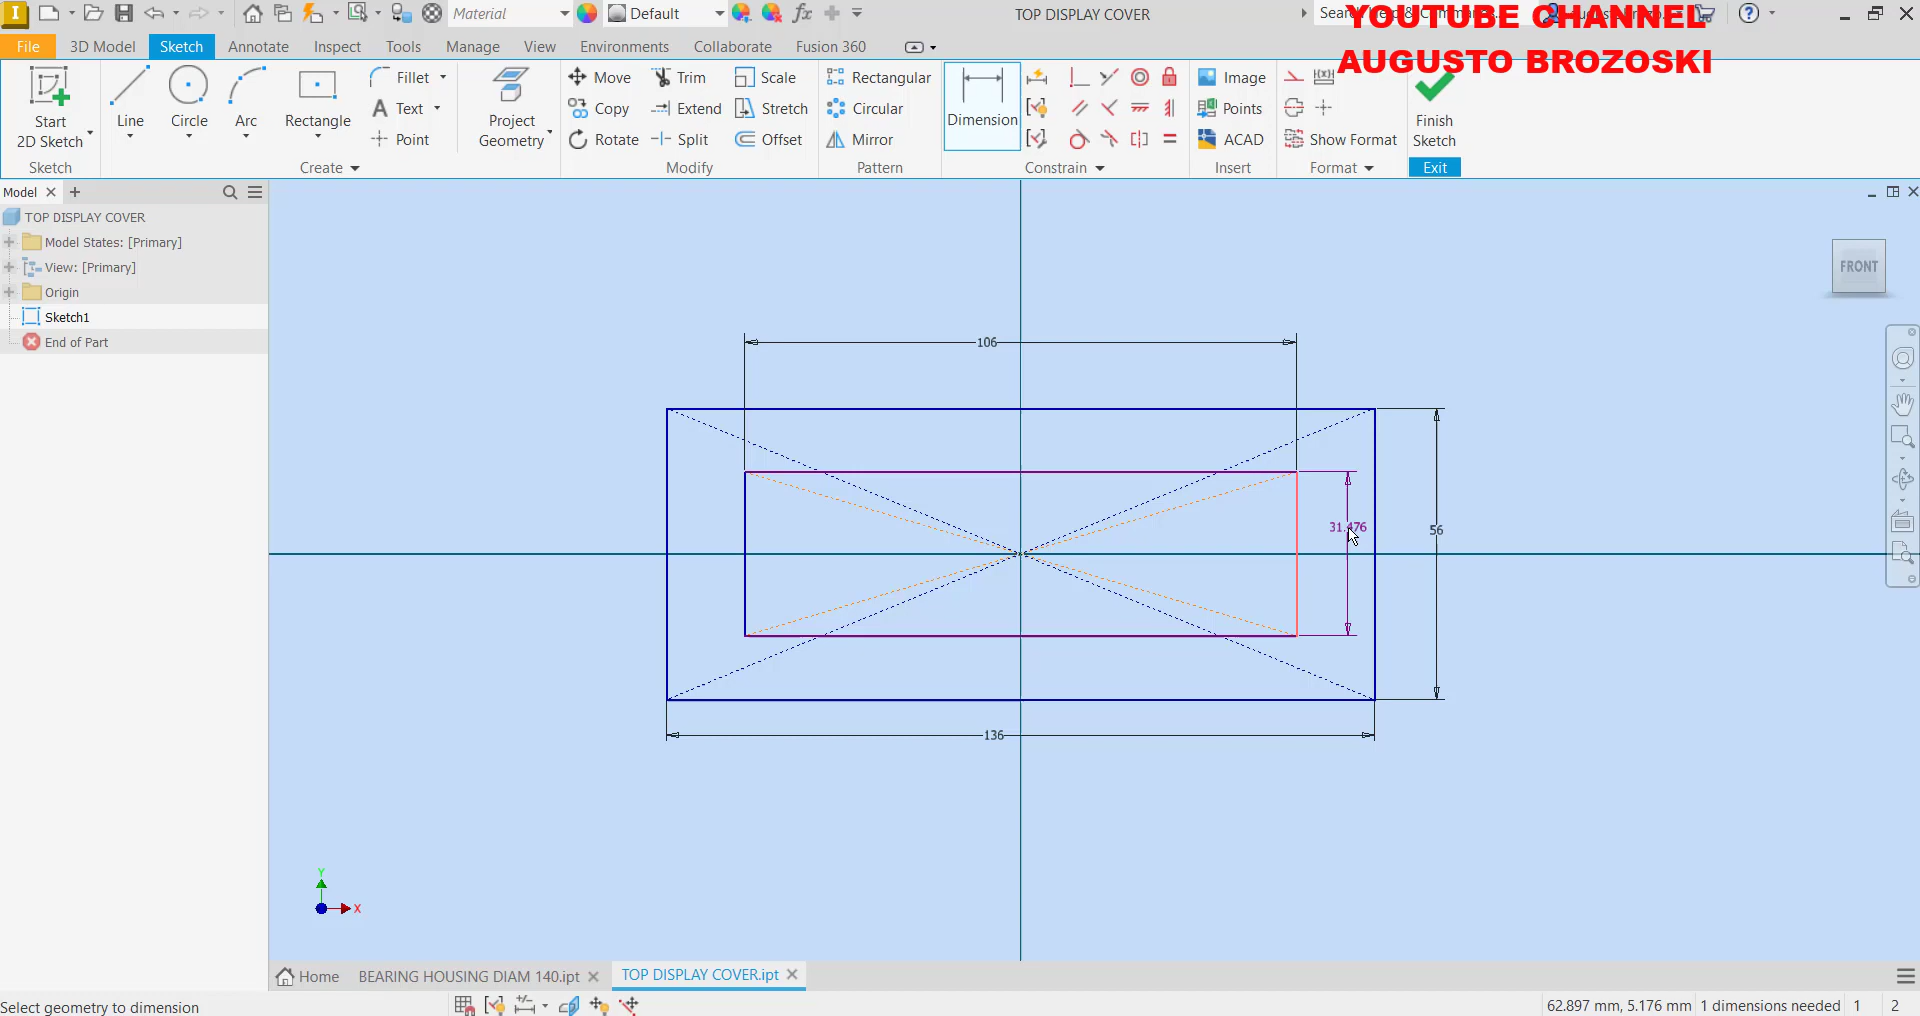 Material
Default
TOP DISPLAY COVER
YOUTUBE CHANNEL
AUGUSTO BROZOSKI
File
3D Model
Sketch
Annotate
Inspect
Tools
Manage
View
Environments
Collaborate
Fusion 360
Start
2D Sketch
Line
Circle
Arc
Rectangle
Fillet
Text
Point
Project
Geometry
Move
Copy
Rotate
Trim
Extend
Split
Scale
Stretch
Offset
Rectangular
Circular
Mirror
Dimension
Image
Points
ACAD
Show Format
Finish
Sketch
Sketch
Create
Modify
Pattern
Constrain
Insert
Format
Exit
Model
TOP DISPLAY COVER
Model States: [Primary]
View: [Primary]
Origin
Sketch1
End of Part
FRONT
106
31.476
56
136
Y
X
Home
BEARING HOUSING DIAM 140.ipt
TOP DISPLAY COVER.ipt
Select geometry to dimension
62.897 mm, 5.176 mm
1 dimensions needed
1
2